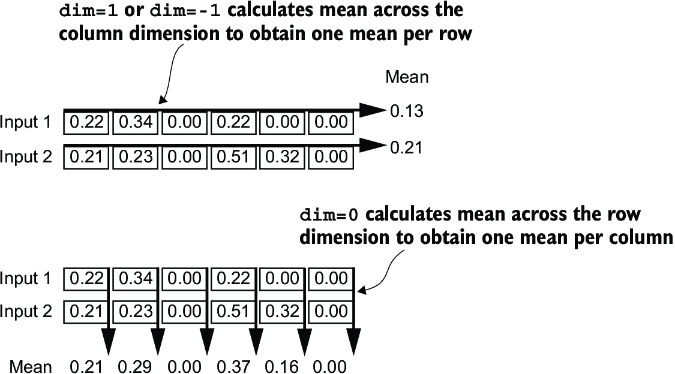 dim=1 or dim=-1 calculates mean across the
column dimension to obtain one mean per row
Mean
0.13
Input 1 0.22 0.34 0.00 0.22 0.00 0.00
0.21
Input 2 0.21 0.23 0.00 0.51 0.32 0.00
dim=0 calculates mean across the row
dimension to obtain one mean per column
Input 1 0.22 0.34 0.00 0.22 0.00 0.00
Input 2 0.21 0.23 0.00 0.51 0.32 0.00
Mean 0.21 0.29 0.00 0.37 0.16 0.00